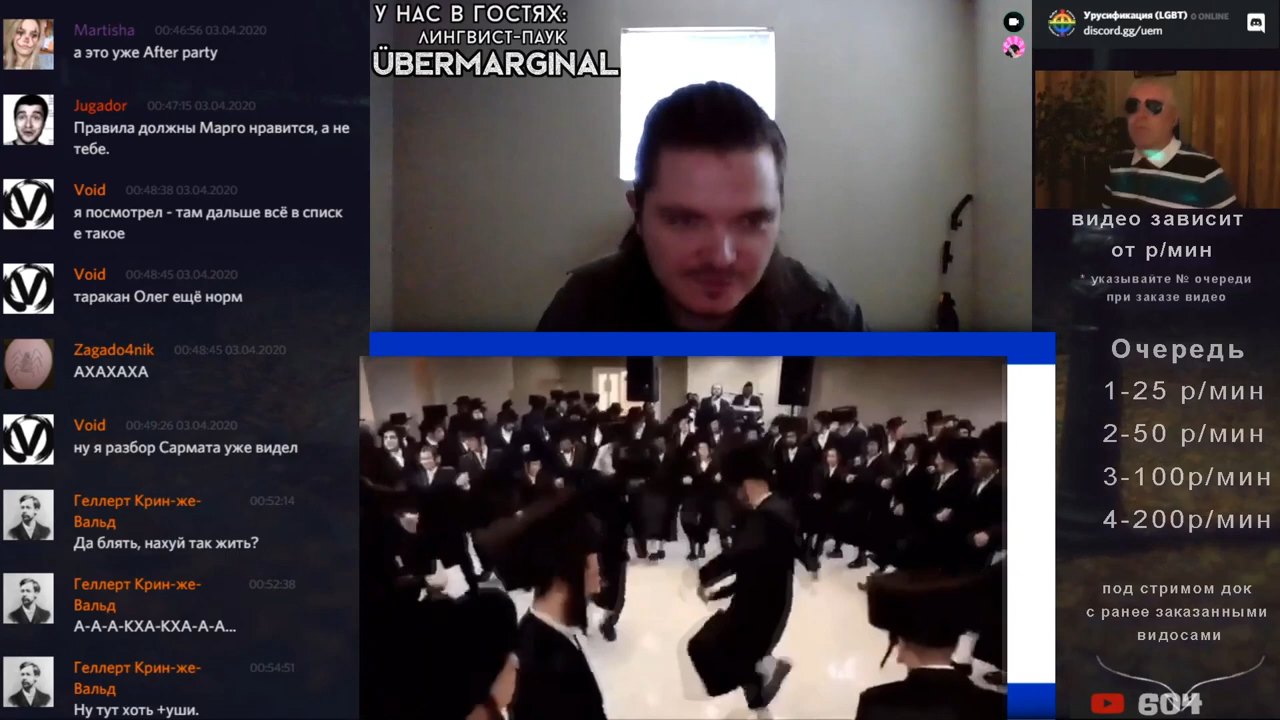 Martisha 00:46:56 03.04.2020
а это уже After party
Jugador 00:47:15 03.04.2020
Правила должны Марго нравится, а не
тебе.
Void 00:48:38 03.04.2020
я посмотрел - там дальше всё в списк
е такое
Void 00:48:45 03.04.2020
таракан Олег ещё норм
Zagado4nik 00:48:45 03.04.2020
АХАХАХА
Void 00:49:26 03.04.2020
ну я разбор Сармата уже видел
Геллерт Крин-же- 00:52:14
Вальд
Да блять, нахуй так жить?
Геллерт Крин-же- 00:52:38
Вальд
А-А-А-КХА-КХА-А-А...
Геллерт Крин-же- 00:54:51
Вальд
Ну тут хоть +уши.
У НАС В ГОСТЯХ:
ЛИНГВИСТ-ПАУК
ÜBERMARGINAL
Урусификация (LGBT) 0 ONLINE
discord.gg/uem
видео зависит
от р/мин
* указывайте № очереди
при заказе видео
Очередь
1-25 р/мин
2-50 р/мин
3-100р/мин
4-200р/мин
под стримом док
с ранее заказанными
видосами
604